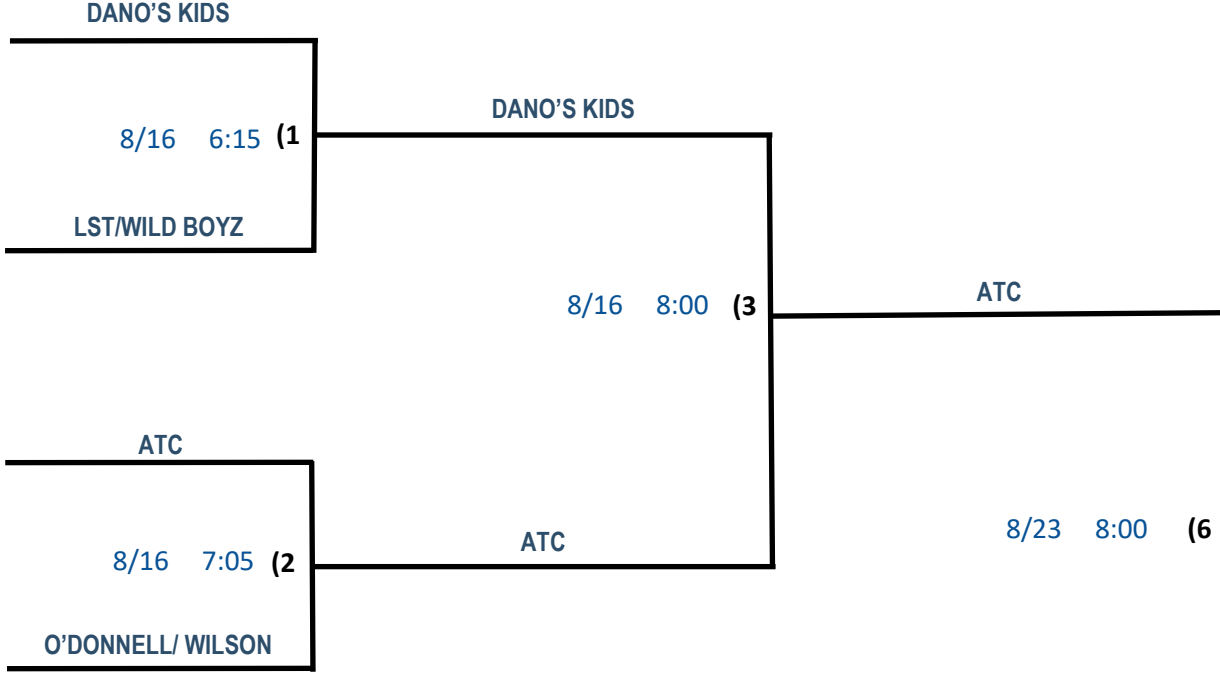 DANO’S KIDS
8/16 6:15 (1
LST/WILD BOYZ
DANO’S KIDS
8/16 8:00 (3
ATC
ATC
8/16 7:05 (2
O’DONNELL/ WILSON
ATC
8/23 8:00 (6